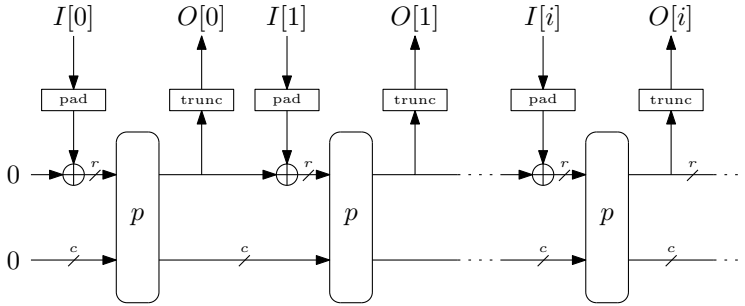 I[0] O[0] I[1] O[1] I[i] O[i]
pad trunc pad trunc pad trunc
0 r r r r
p p p
0 c c c c